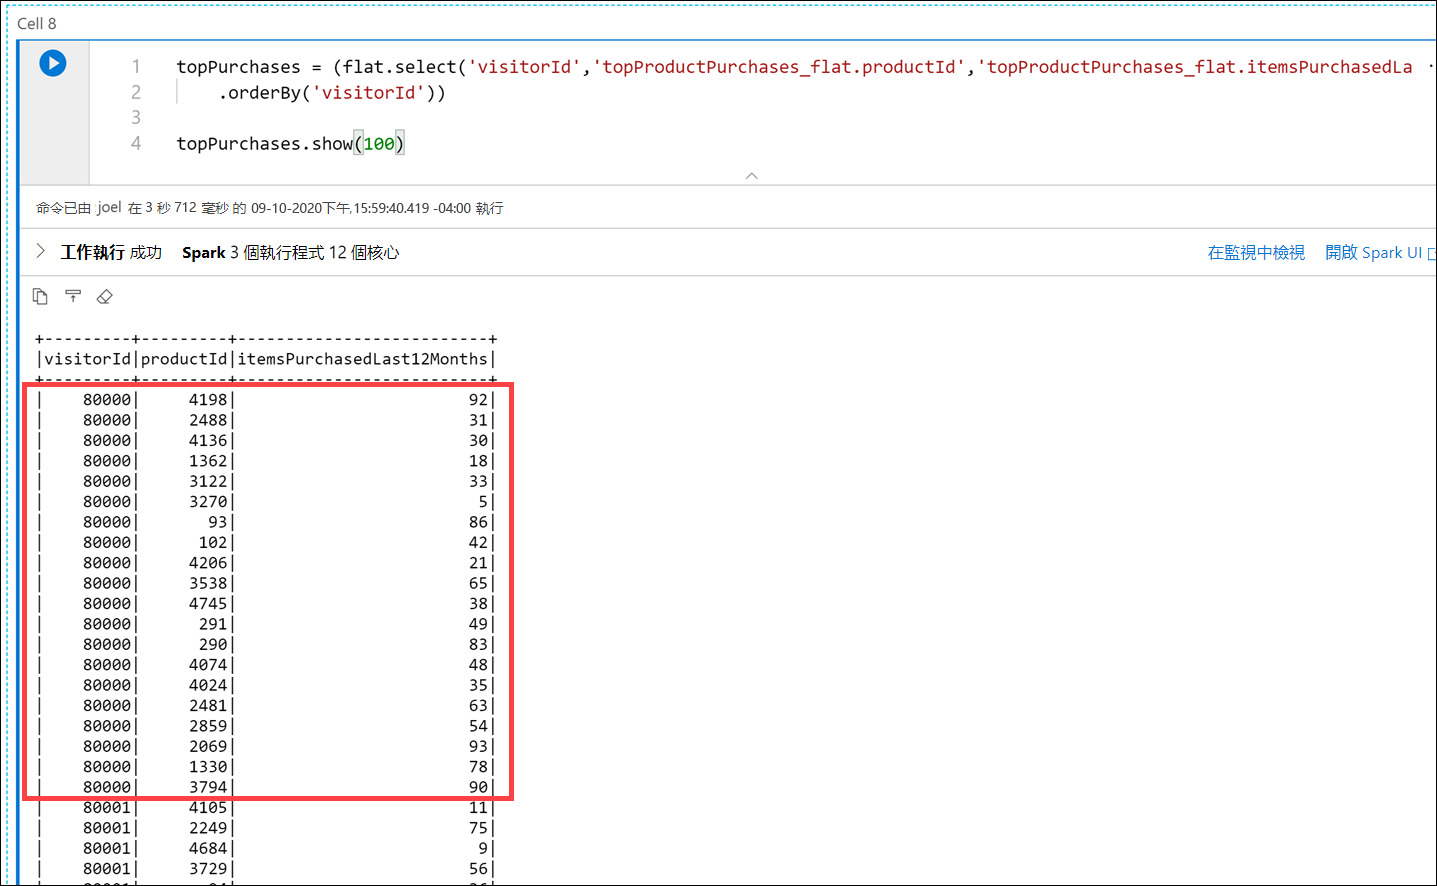 Cell 8
1 topPurchases = (flat.select('visitorId','topProductPurchases_flat.productId','topProductPurchases_flat.itemsPurchasedLa
2 .orderBy('visitorId'))
3
4 topPurchases.show(100)
命令已由 joel 在 3 秒 712 毫秒 的 09-10-2020下午,15:59:40.419 -04:00 執行
工作執行 成功 Spark 3 個執行程式 12 個核心 在監視中檢視 開啟 Spark UI
+---------+---------+--------------------------+
|visitorId|productId|itemsPurchasedLast12Months|
+---------+---------+--------------------------+
| 80000| 4198| 92|
| 80000| 2488| 31|
| 80000| 4136| 30|
| 80000| 1362| 18|
| 80000| 3122| 33|
| 80000| 3270| 5|
| 80000| 93| 86|
| 80000| 102| 42|
| 80000| 4206| 21|
| 80000| 3538| 65|
| 80000| 4745| 38|
| 80000| 291| 49|
| 80000| 290| 83|
| 80000| 4074| 48|
| 80000| 4024| 35|
| 80000| 2481| 63|
| 80000| 2859| 54|
| 80000| 2069| 93|
| 80000| 1330| 78|
| 80000| 3794| 90|
| 80001| 4105| 11|
| 80001| 2249| 75|
| 80001| 4684| 9|
| 80001| 3729| 56|